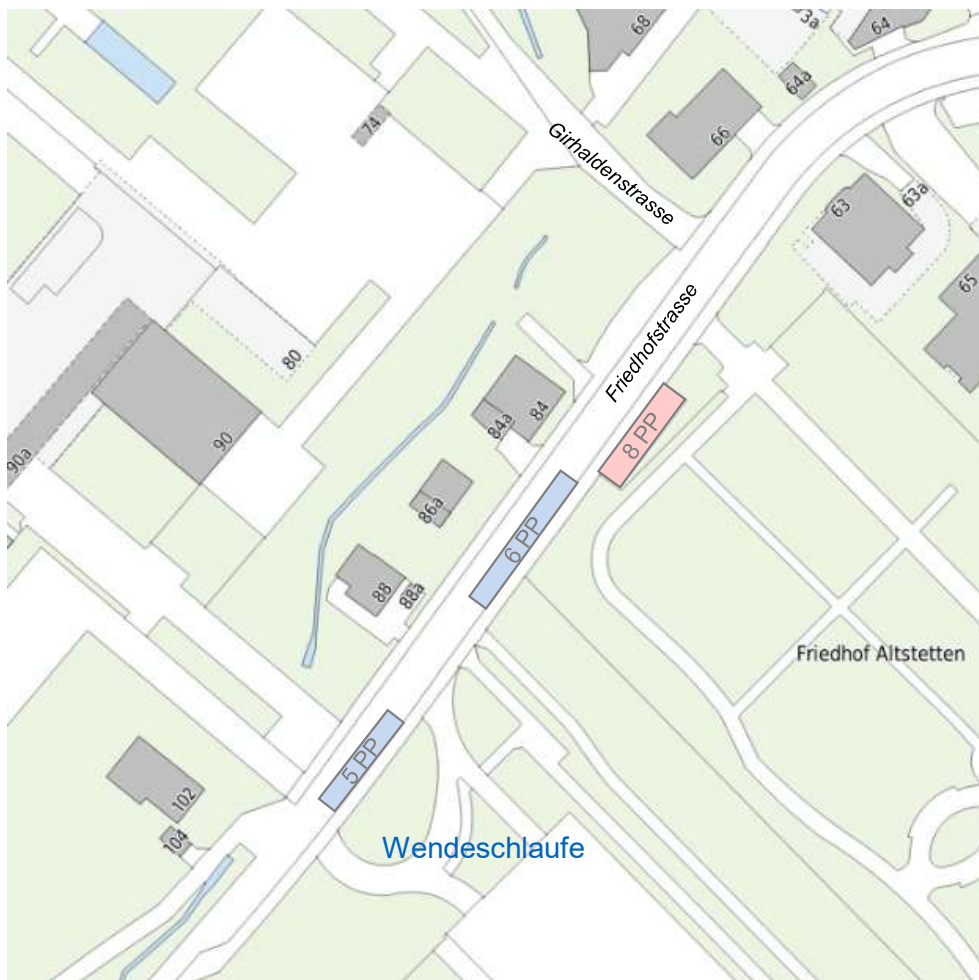 68
3a
64
64a
74
66
Girhaldenstrasse
63a
63
65
Friedhofstrasse
80
84
84a
8 PP
90
90a
86a
6 PP
88
88a
Friedhof Altstetten
5 PP
102
104
Wendeschlaufe